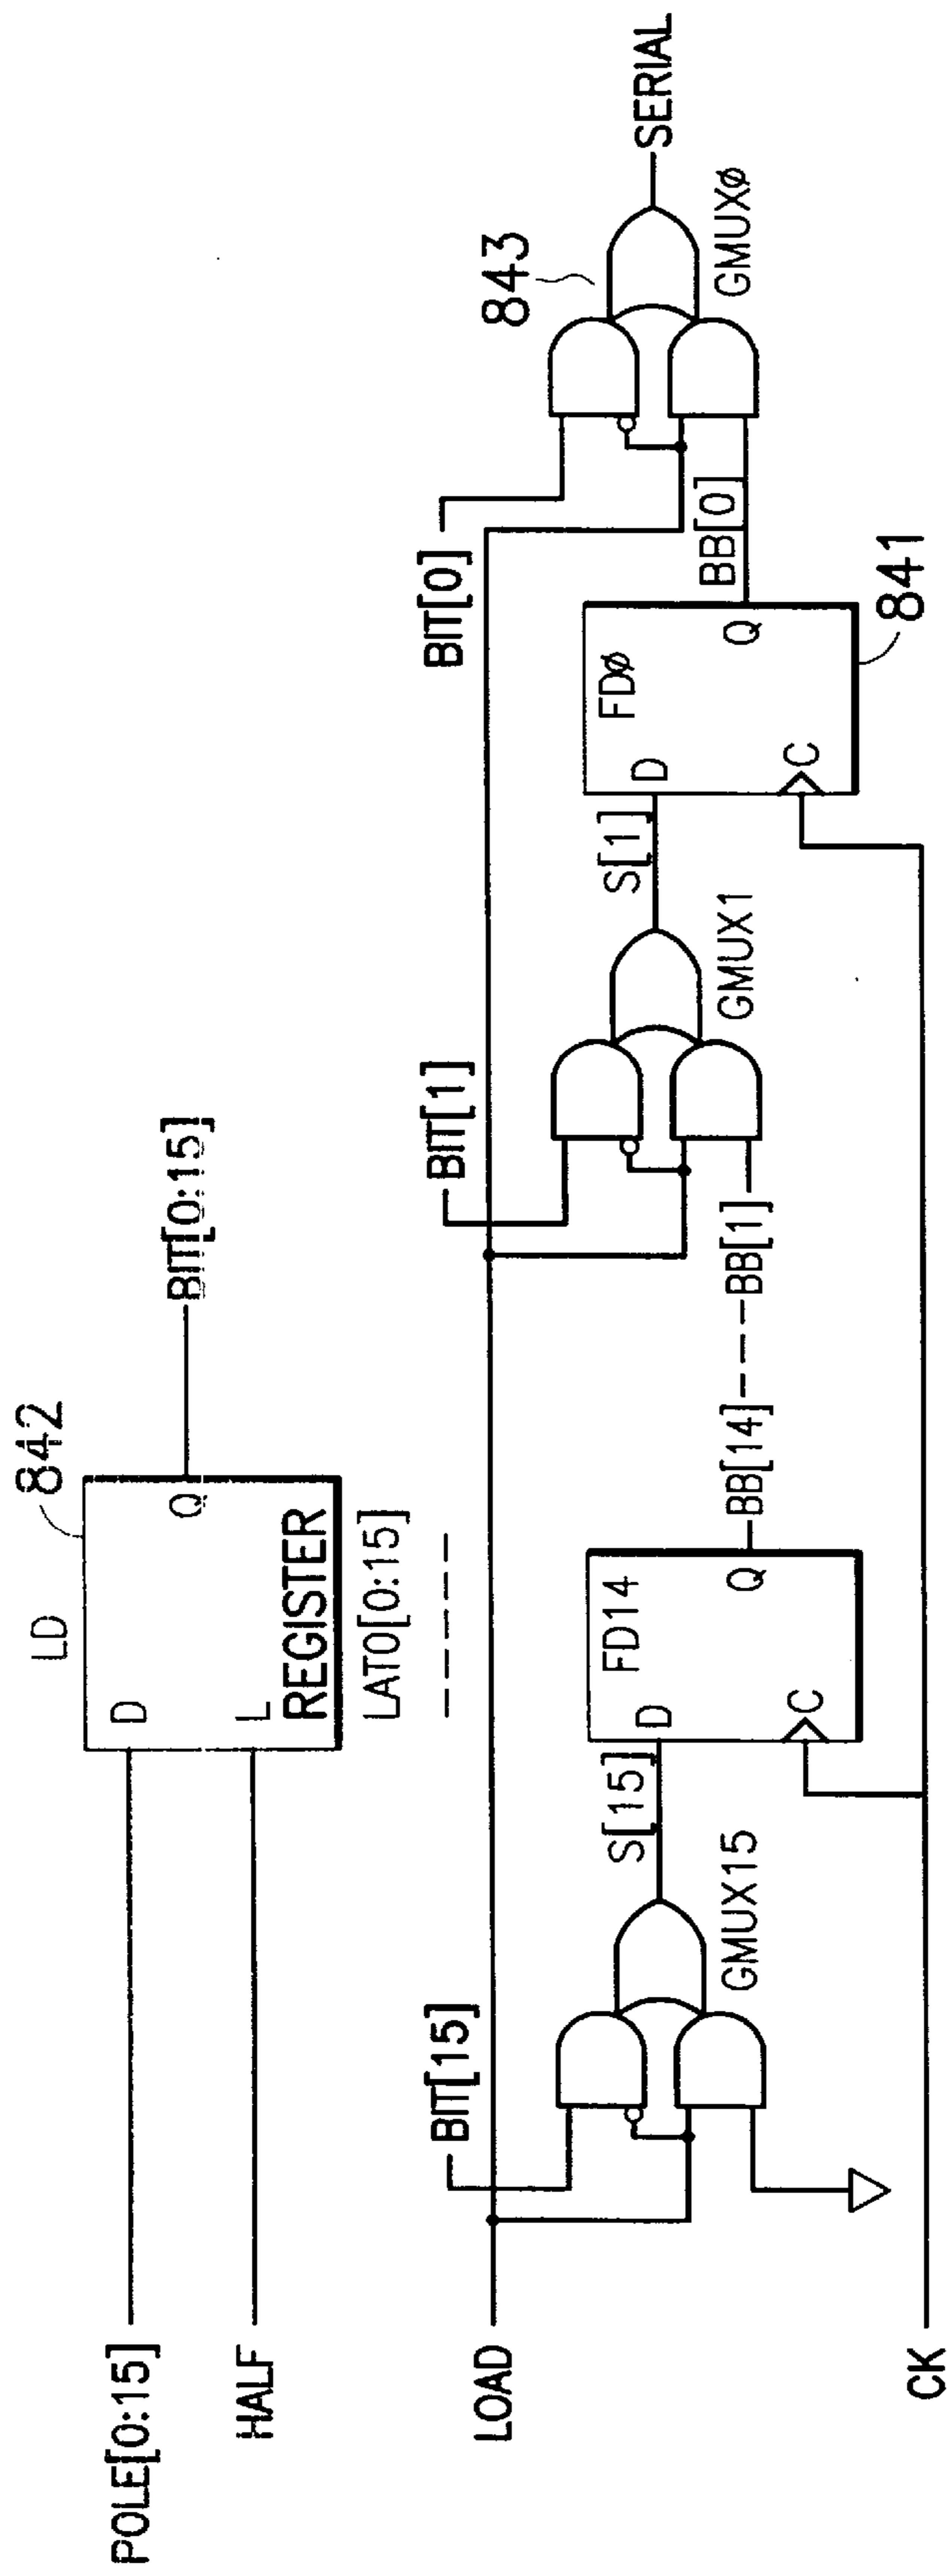 LD
842
D
Q
L
REGISTER
POLE[0:15]
HALF
BIT[0:15]
LAT0[0:15]
LOAD
BIT[15]
BIT[1]
BIT[0]
S[15]
GMUX15
D
FD14
Q
C
BB[14]
BB[1]
GMUX1
S[1]
D
FDØ
Q
C
841
BB[0]
843
GMUXØ
SERIAL
CK